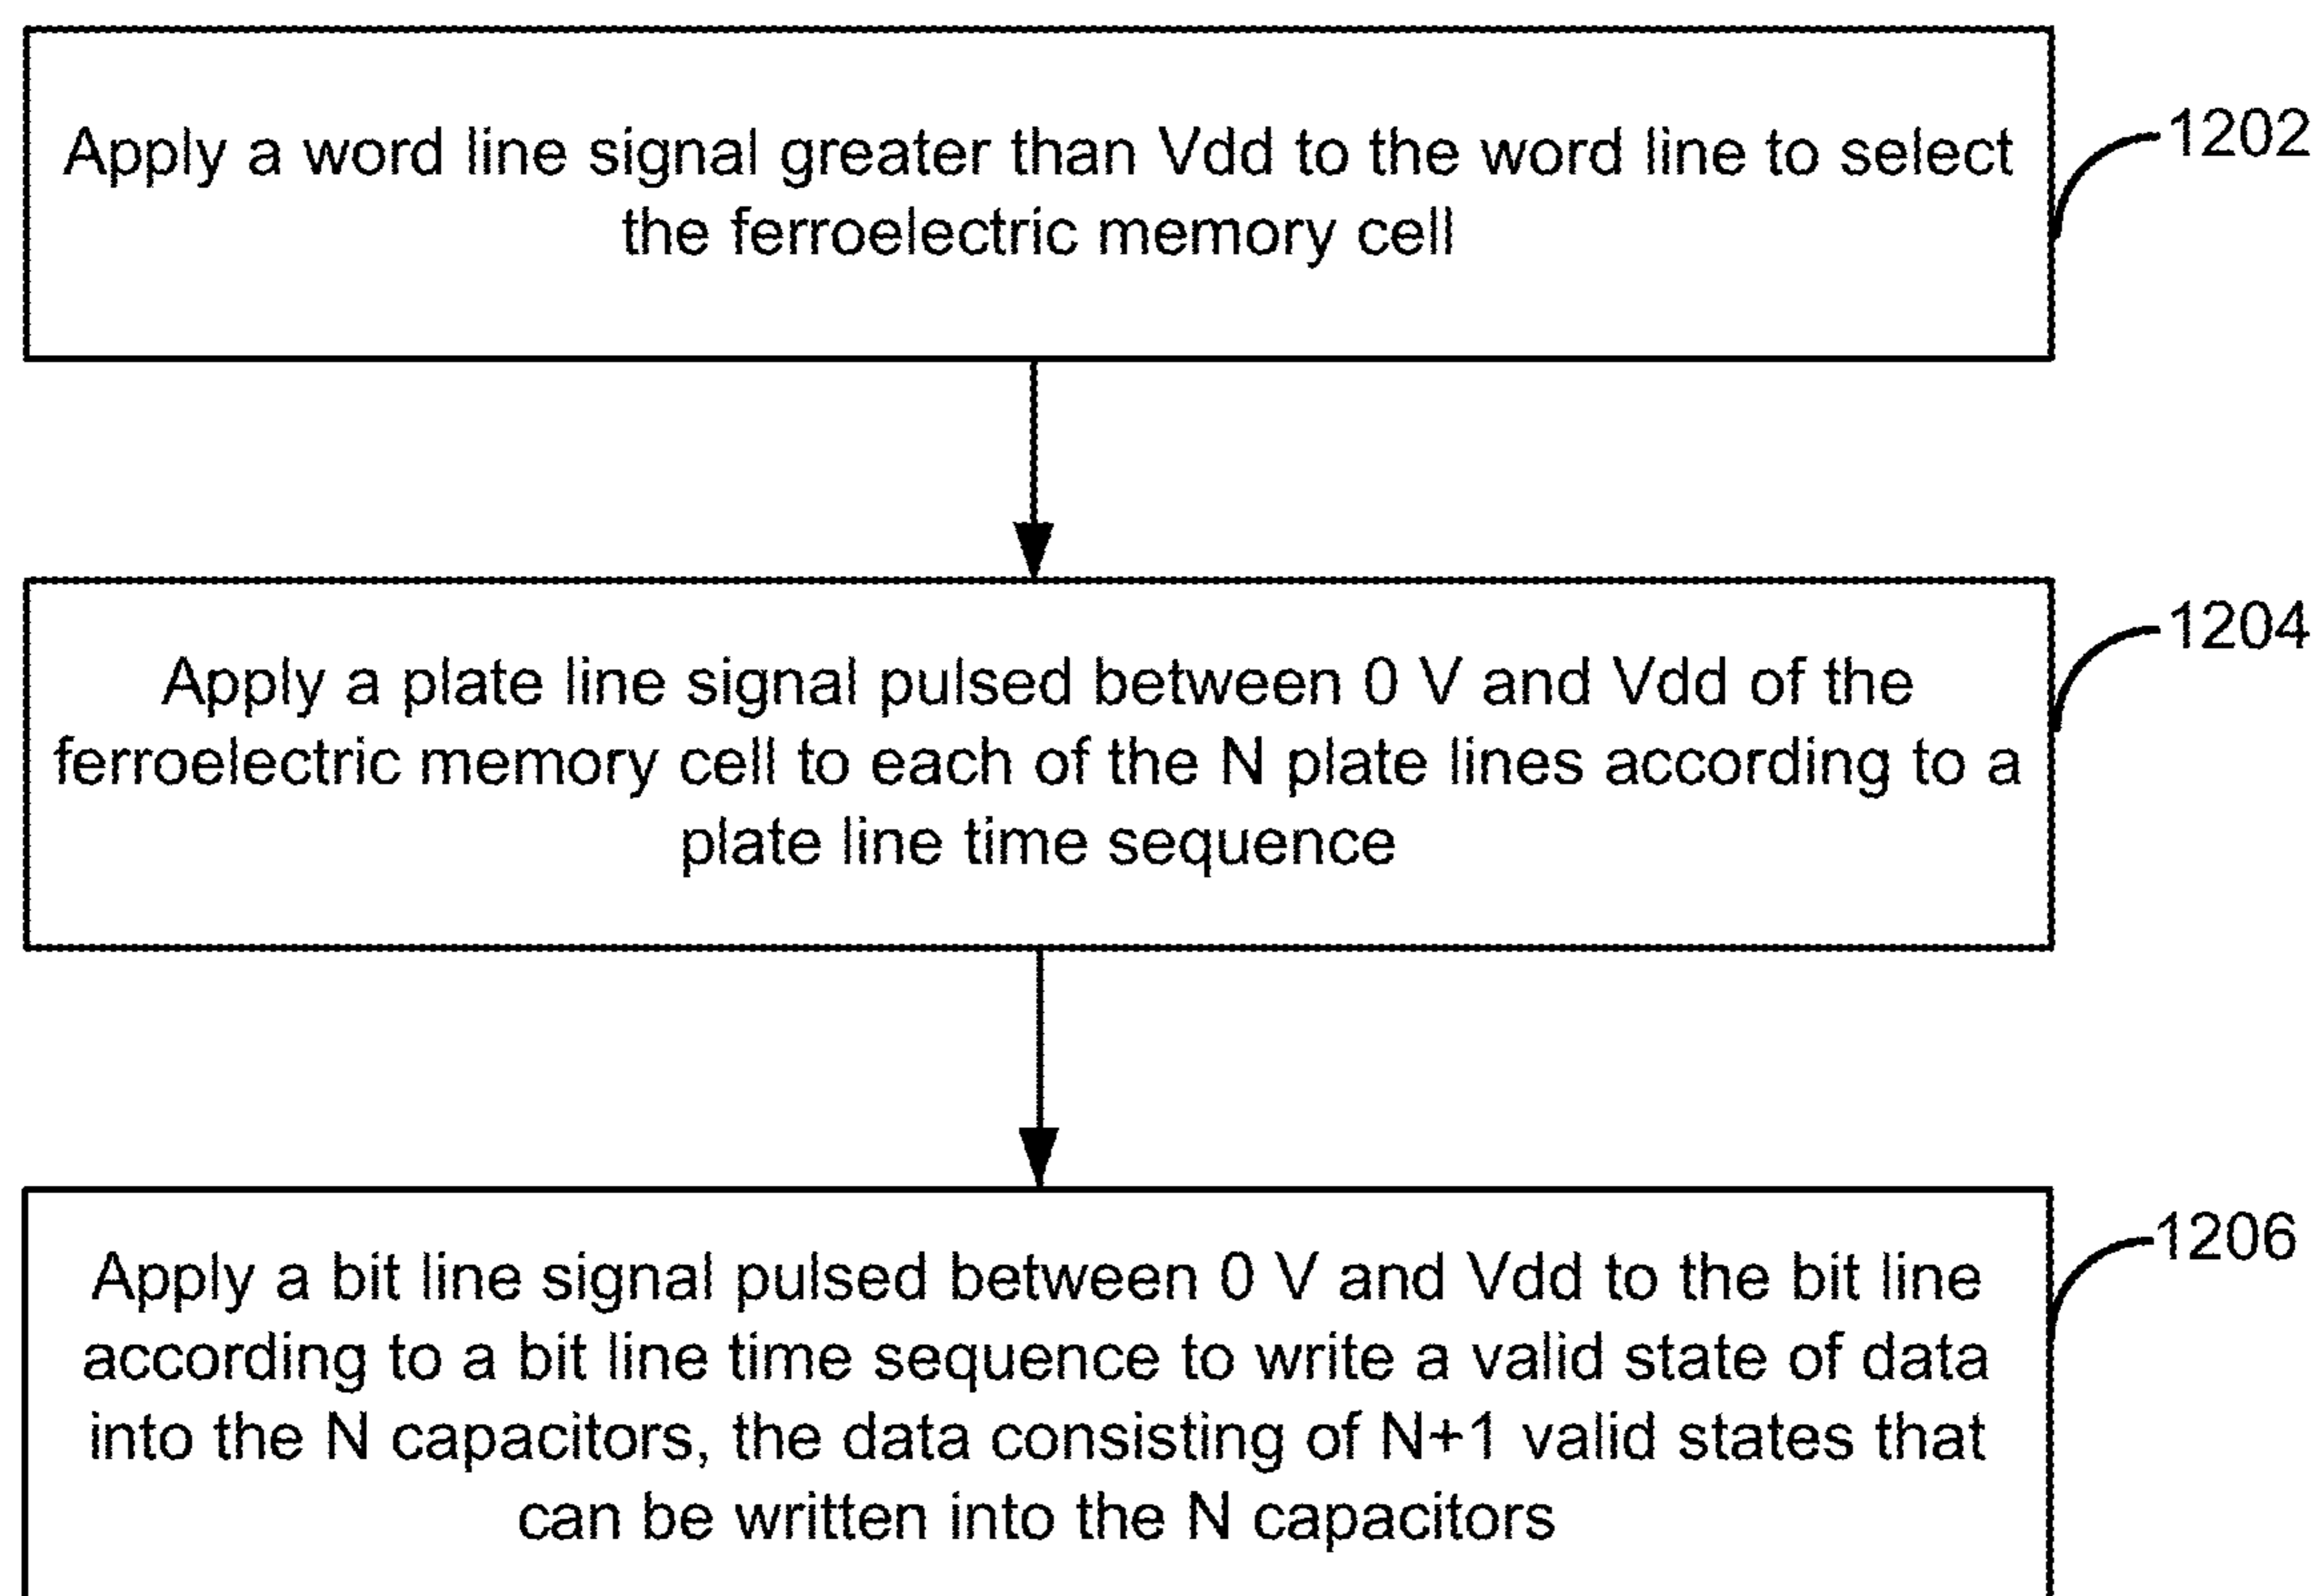 Apply a word line signal greater than Vdd to the word line to select
the ferroelectric memory cell
1202
Apply a plate line signal pulsed between 0 V and Vdd of the
ferroelectric memory cell to each of the N plate lines according to a
plate line time sequence
1204
Apply a bit line signal pulsed between 0 V and Vdd to the bit line
according to a bit line time sequence to write a valid state of data
into the N capacitors, the data consisting of N+1 valid states that
can be written into the N capacitors
1206